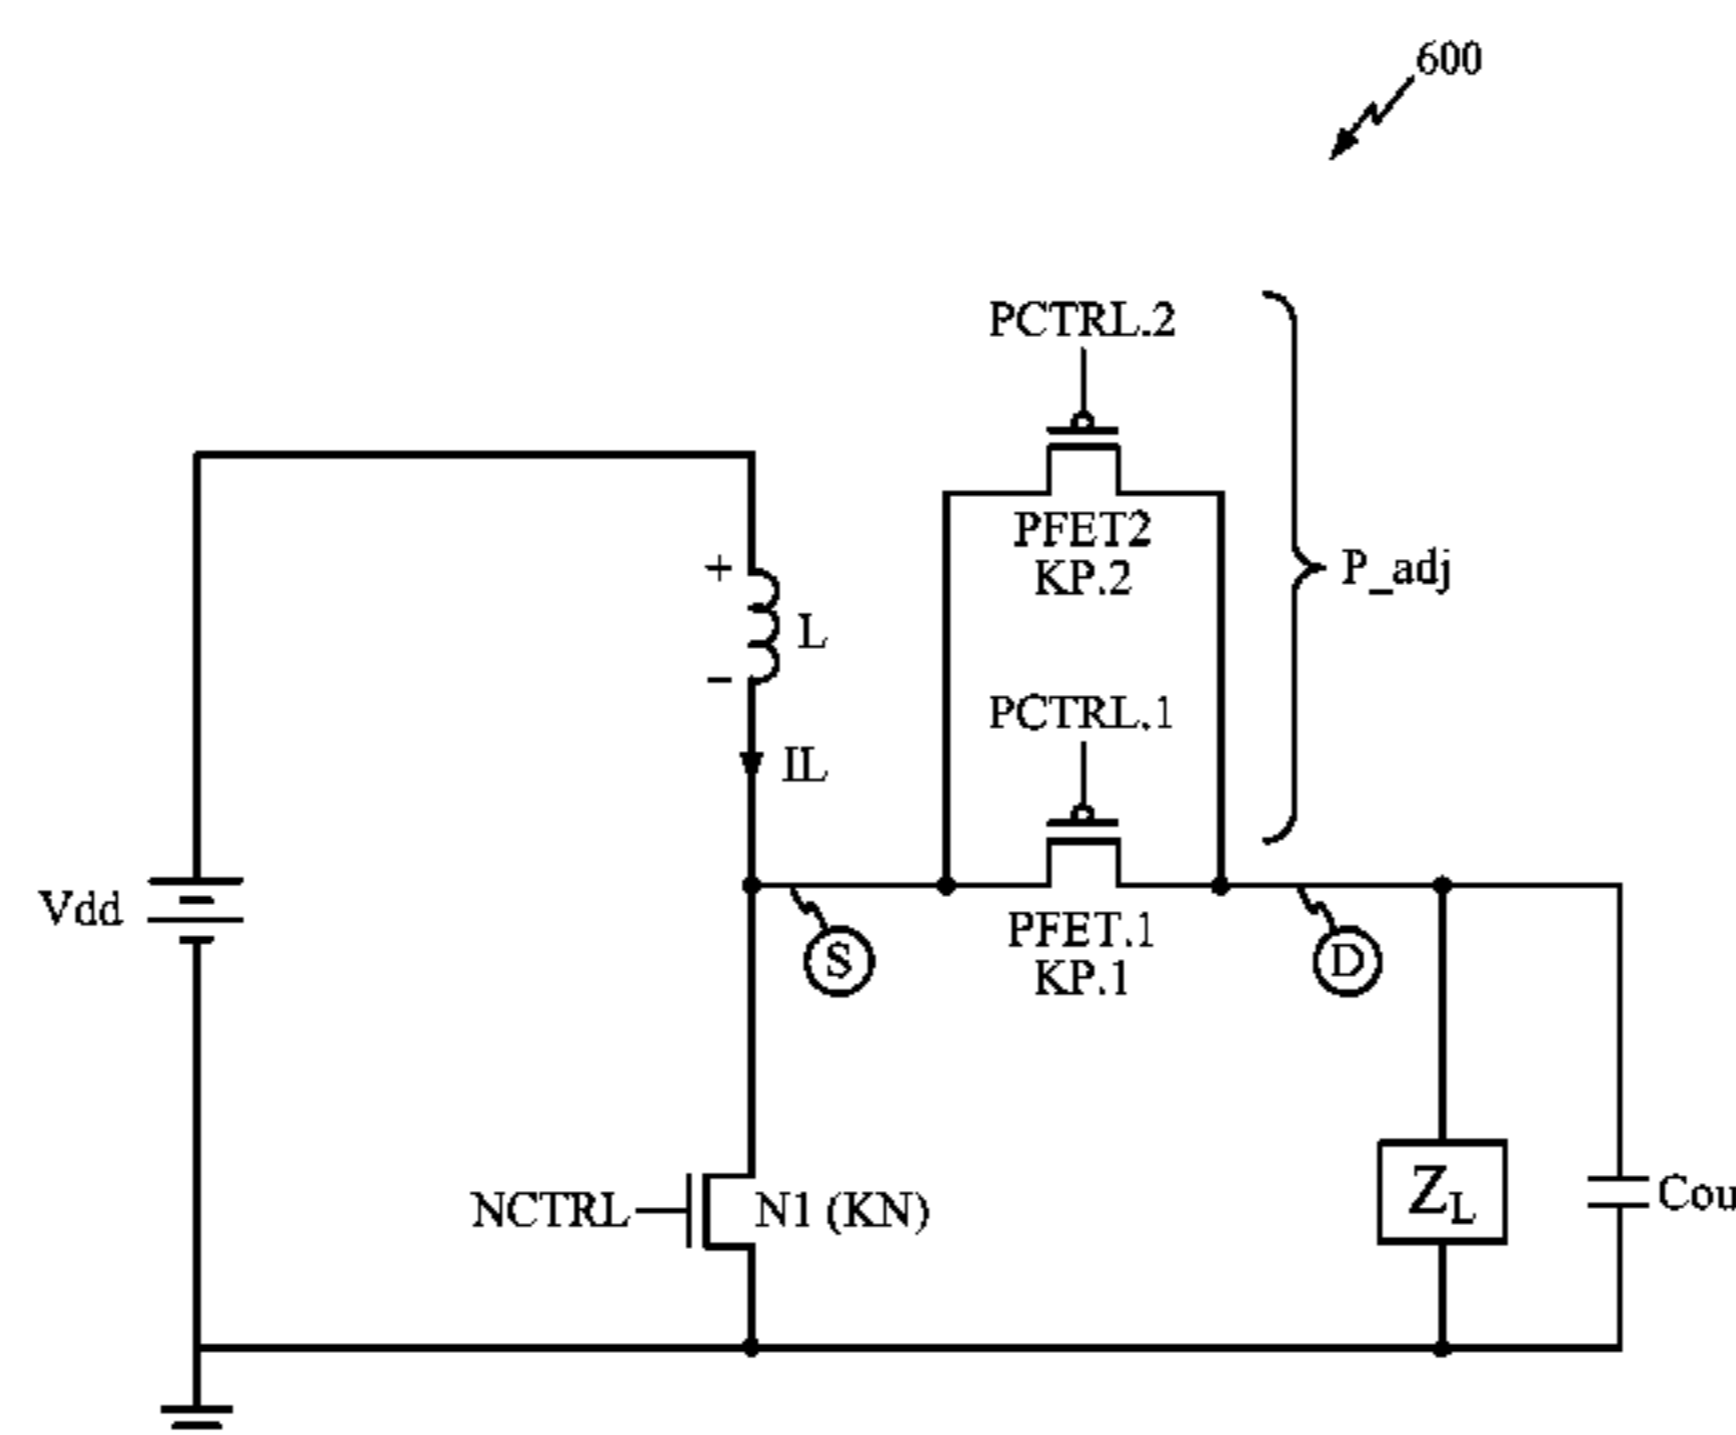 600
PCTRL.2
PFET2
KP.2
P_adj
+
L
−
PCTRL.1
IL
Vdd
S
PFET.1
KP.1
D
NCTRL
N1 (KN)
ZL
Cou